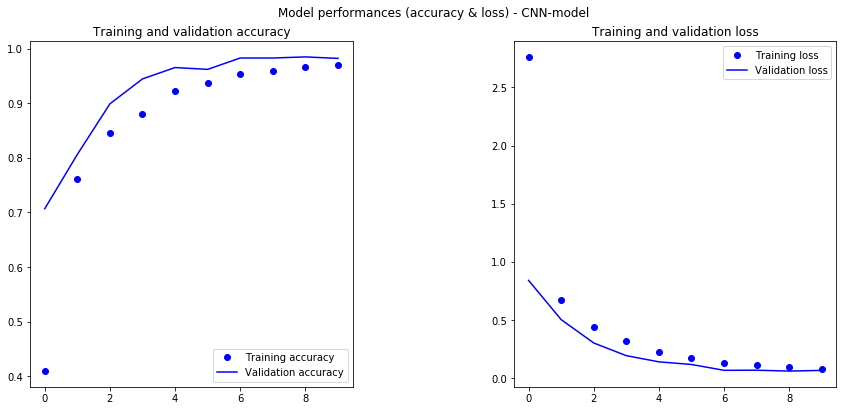 Model performances (accuracy & loss) - CNN-model
Training and validation accuracy
1.0
0.9
0.8
0.7
0.6
0.5
0.4
0 2 4 6 8
Training accuracy
Validation accuracy
Training and validation loss
2.5
2.0
1.5
1.0
0.5
0.0
0 2 4 6 8
Training loss
Validation loss